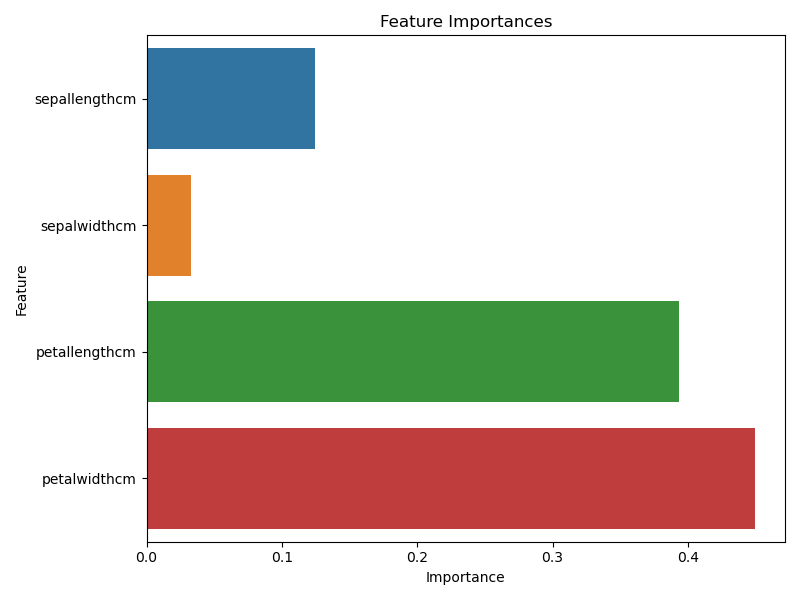 Feature Importances
sepallengthcm
sepalwidthcm
petallengthcm
petalwidthcm
Feature
0.0 0.1 0.2 0.3 0.4
Importance